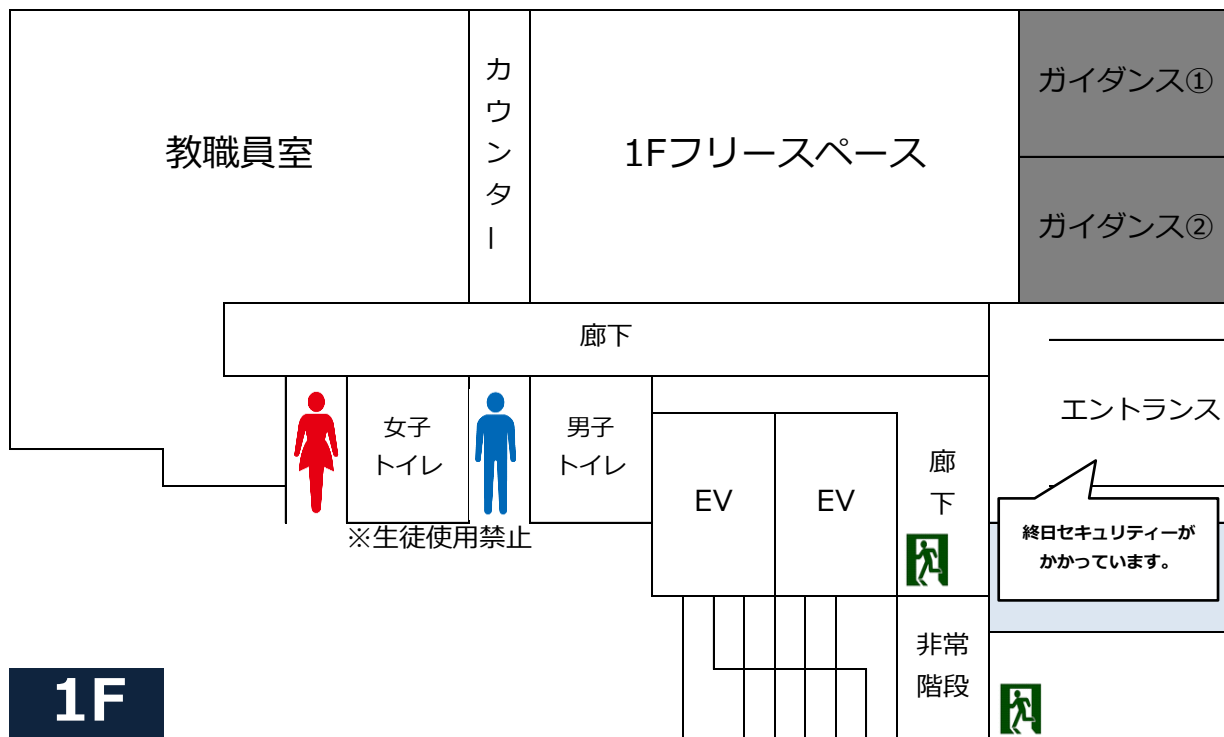 教職員室
カウンター
1Fフリースペース
ガイダンス①
ガイダンス②
廊下
エントランス
女子
トイレ
男子
トイレ
※生徒使用禁止
EV
EV
廊下
終日セキュリティーが
かかっています。
非常
階段
1F